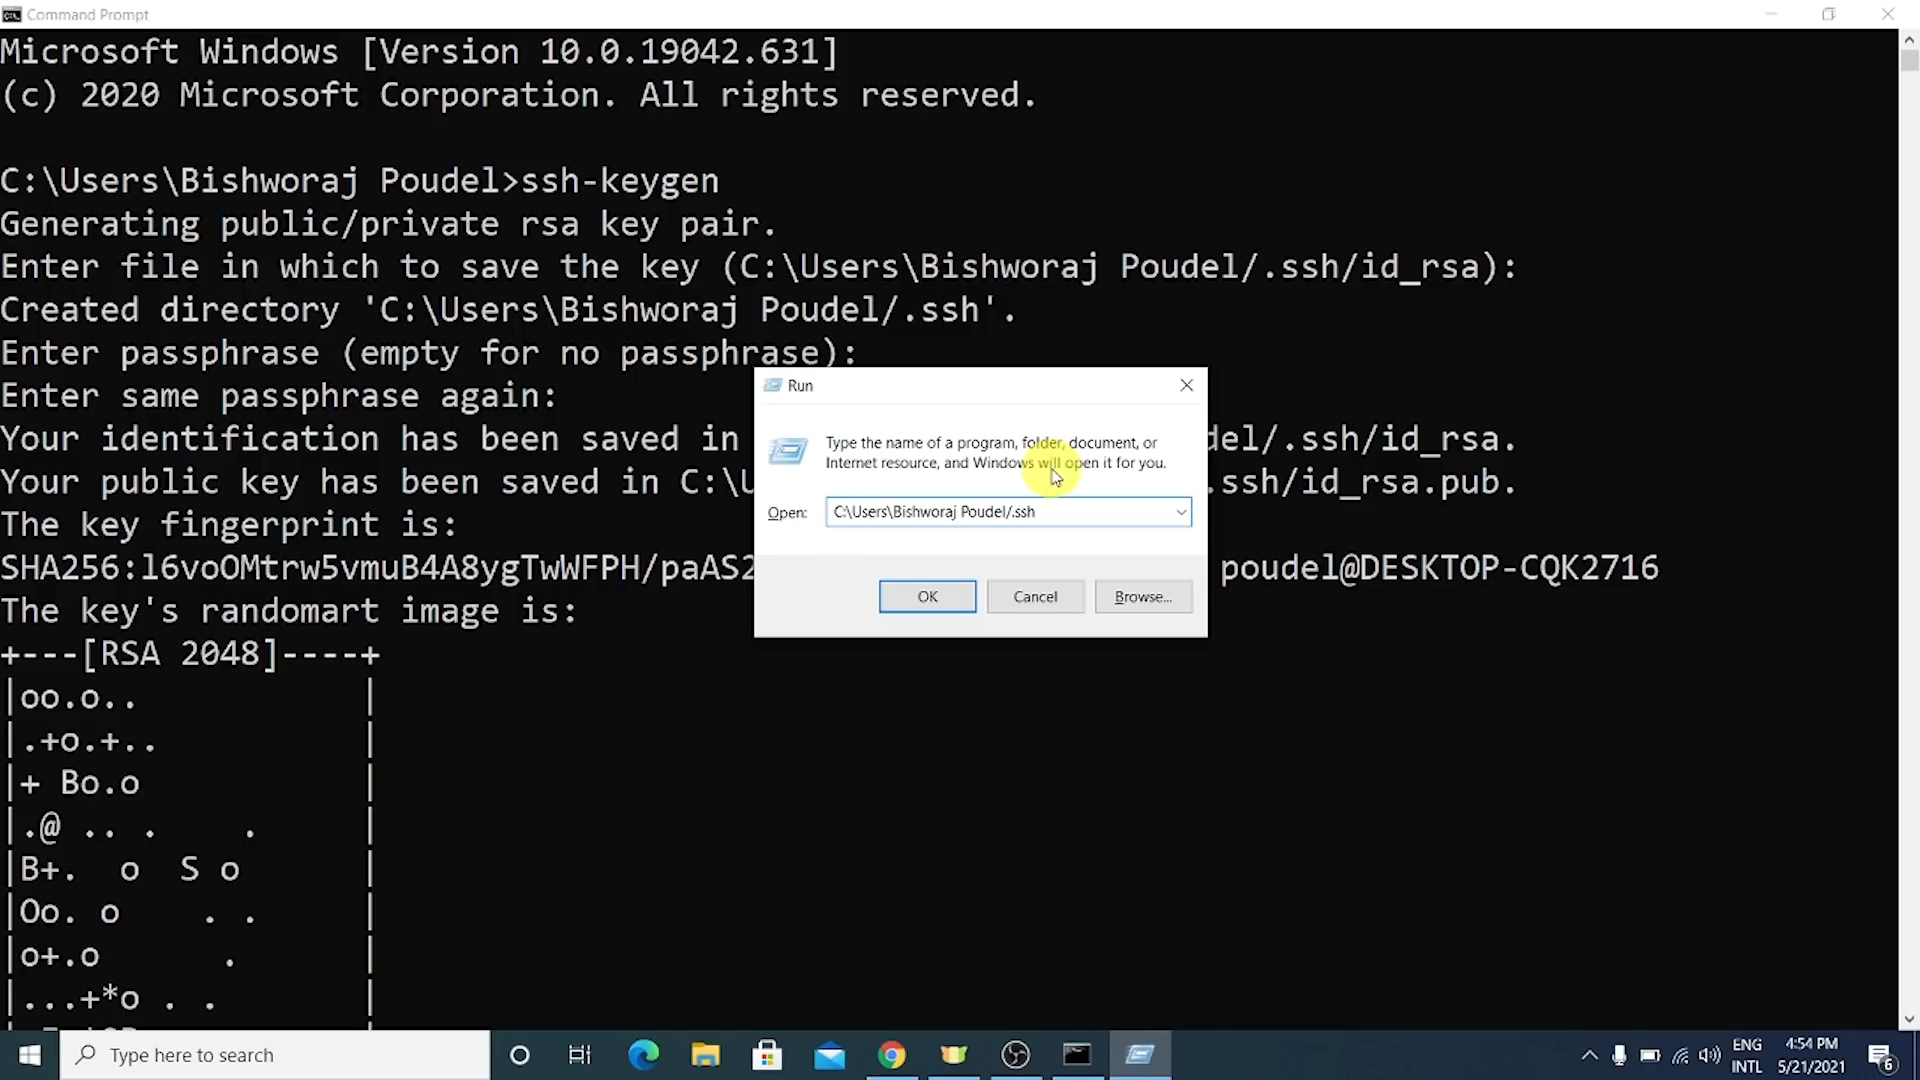 Command Prompt
Microsoft Windows [Version 10.0.19042.631]
(c) 2020 Microsoft Corporation. All rights reserved.
C:\Users\Bishworaj Poudel>ssh-keygen
Generating public/private rsa key pair.
Enter file in which to save the key (C:\Users\Bishworaj Poudel/.ssh/id_rsa):
Created directory 'C:\Users\Bishworaj Poudel/.ssh'.
Enter passphrase (empty for no passphrase):
Enter same passphrase again:
Your identification has been saved in del/.ssh/id_rsa.
Your public key has been saved in C:\U .ssh/id_rsa.pub.
The key fingerprint is:
SHA256:l6voOMtrw5vmuB4A8ygTwWFPH/paAS2 poudel@DESKTOP-CQK2716
The key's randomart image is:
+---[RSA 2048]----+
|oo.o..            |
|.+o.+..           |
|+ Bo.o            |
|.@ .. .    .      |
|B+.  o  S o       |
|Oo. o    . .      |
|o+.o      .       |
|...+*o . .        |
Run
Type the name of a program, folder, document, or
Internet resource, and Windows will open it for you.
Open: C:\Users\Bishworaj Poudel/.ssh
OK Cancel Browse...
Type here to search
ENG
INTL
4:54 PM
5/21/2021
6